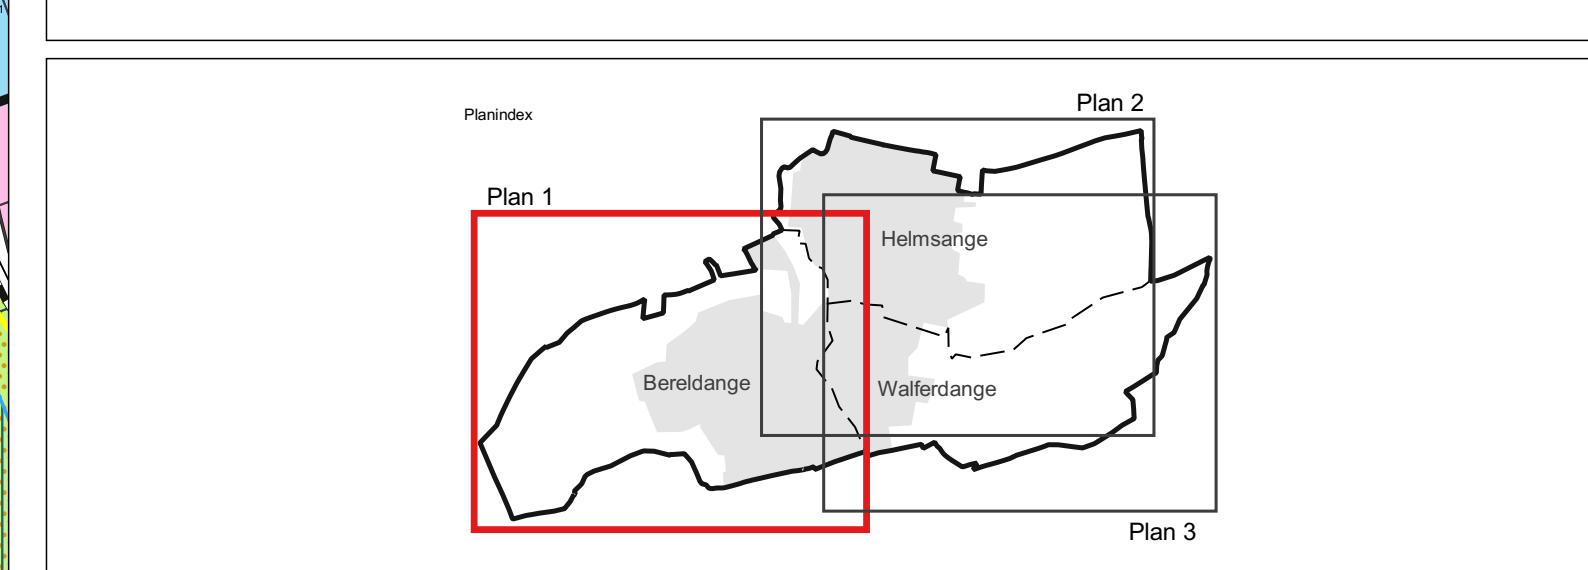 Plan 2
Planindex
Plan 1
Helmsange
Bereldange
Walferdange
Plan 3